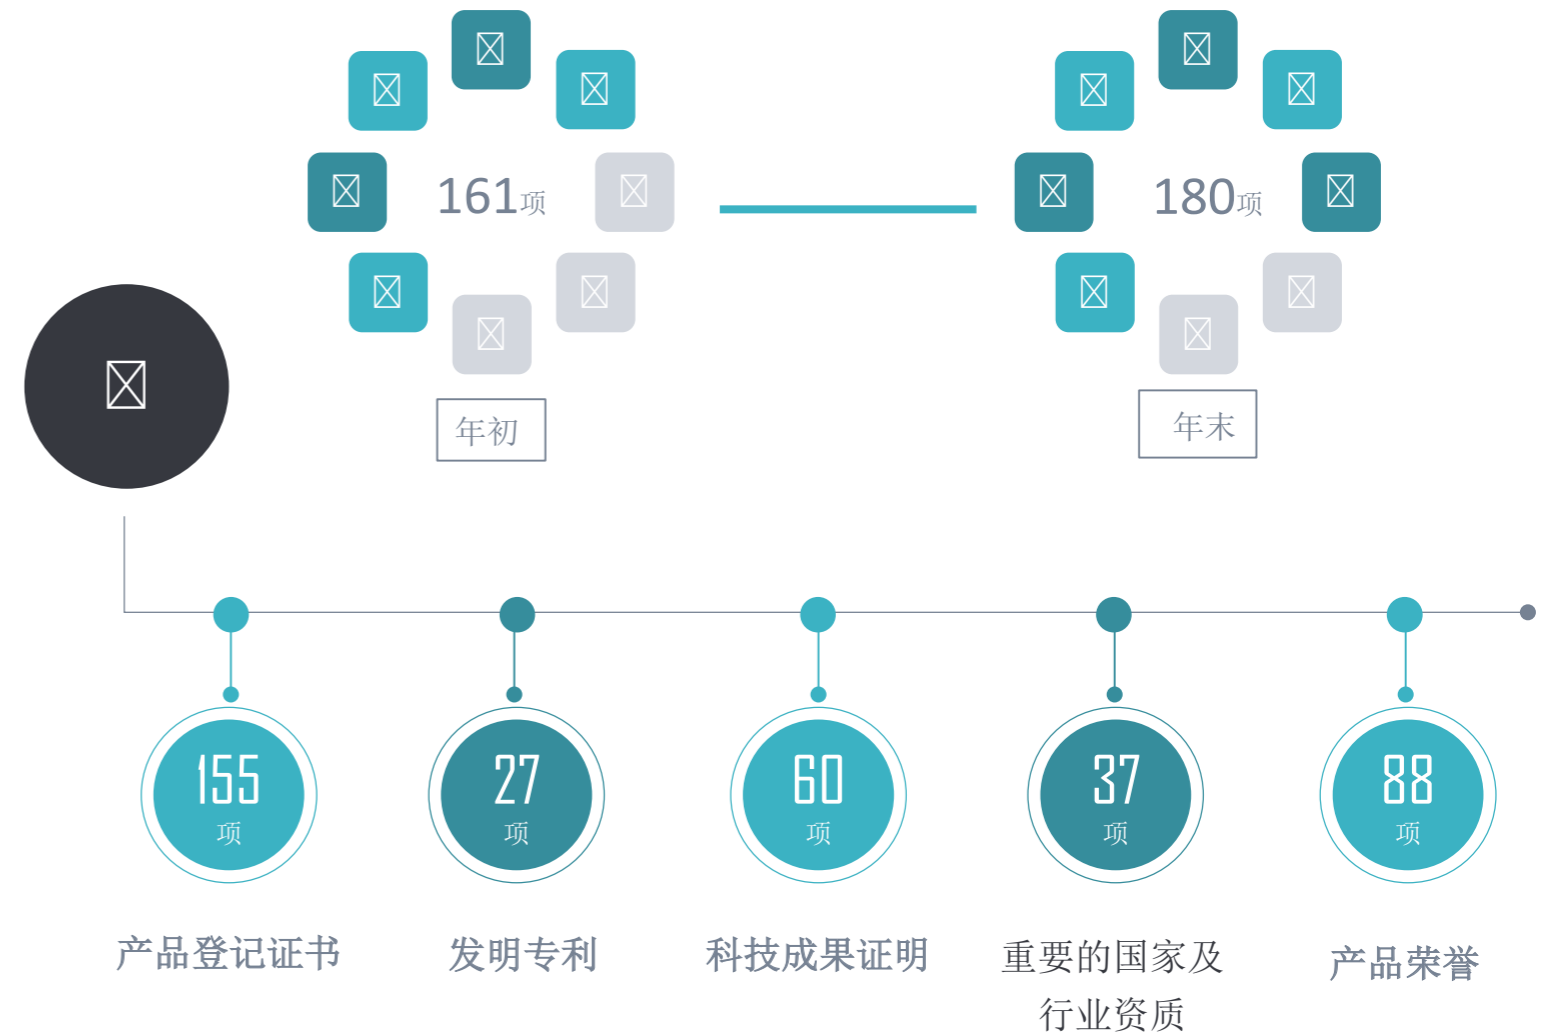 161项
180项
年初
年末
155
项
27
项
60
项
37
项
88
项
产品登记证书
发明专利
科技成果证明
重要的国家及
行业资质
产品荣誉